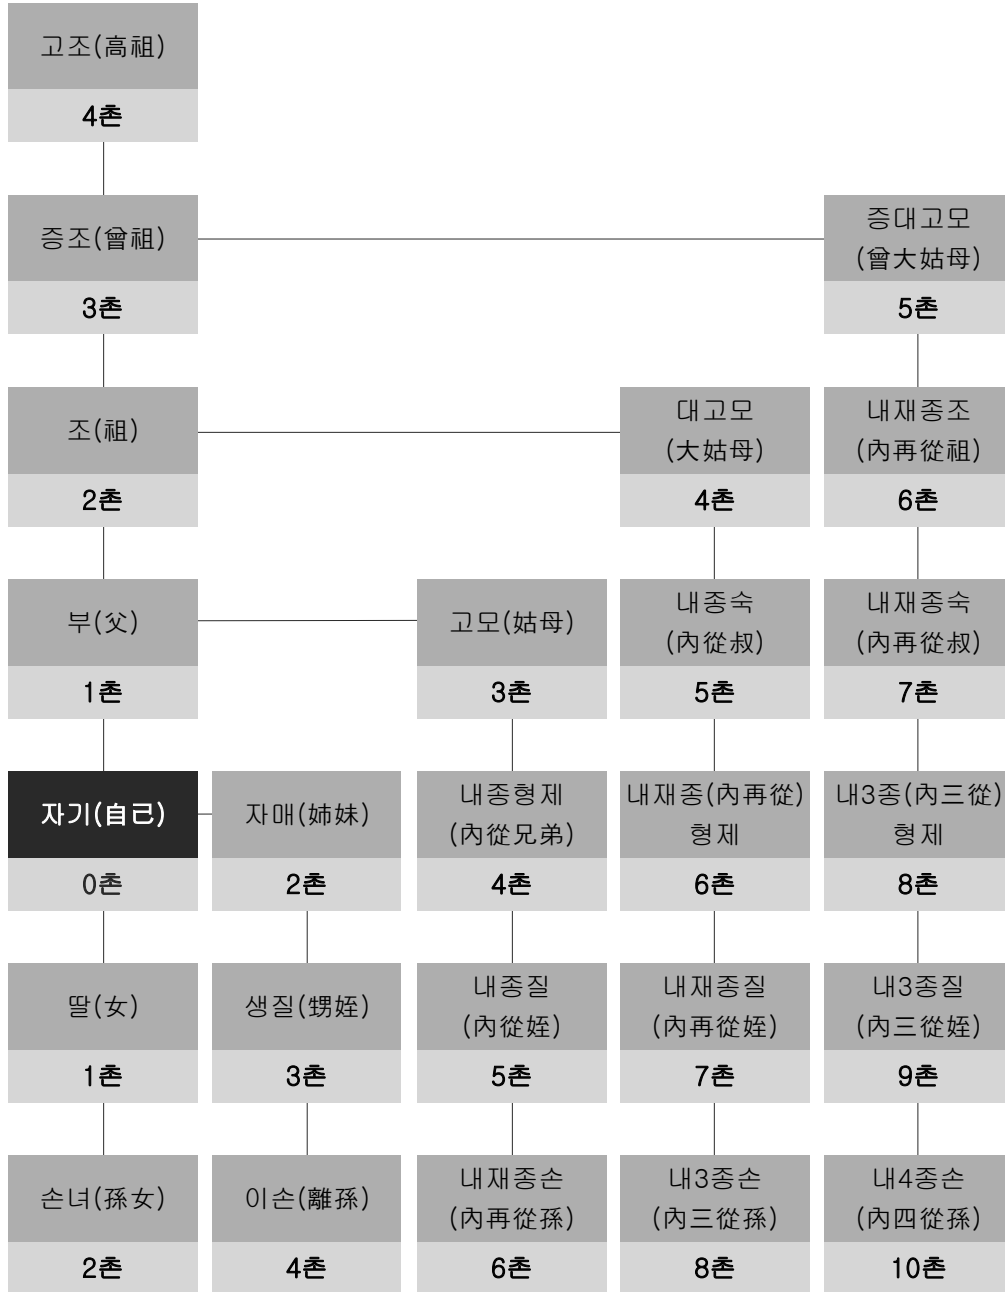 고조(高祖)
4촌
증조(曾祖)
3촌
증대고모
(曾大姑母)
5촌
조(祖)
2촌
대고모
(大姑母)
4촌
내재종조
(內再從祖)
6촌
부(父)
1촌
고모(姑母)
3촌
내종숙
(內從叔)
5촌
내재종숙
(內再從叔)
7촌
자기(自己)
0촌
자매(姉妹)
2촌
내종형제
(內從兄弟)
4촌
내재종(內再從)
형제
6촌
내3종(內三從)
형제
8촌
딸(女)
1촌
생질(甥姪)
3촌
내종질
(內從姪)
5촌
내재종질
(內再從姪)
7촌
내3종질
(內三從姪)
9촌
손녀(孫女)
2촌
이손(離孫)
4촌
내재종손
(內再從孫)
6촌
내3종손
(內三從孫)
8촌
내4종손
(內四從孫)
10촌